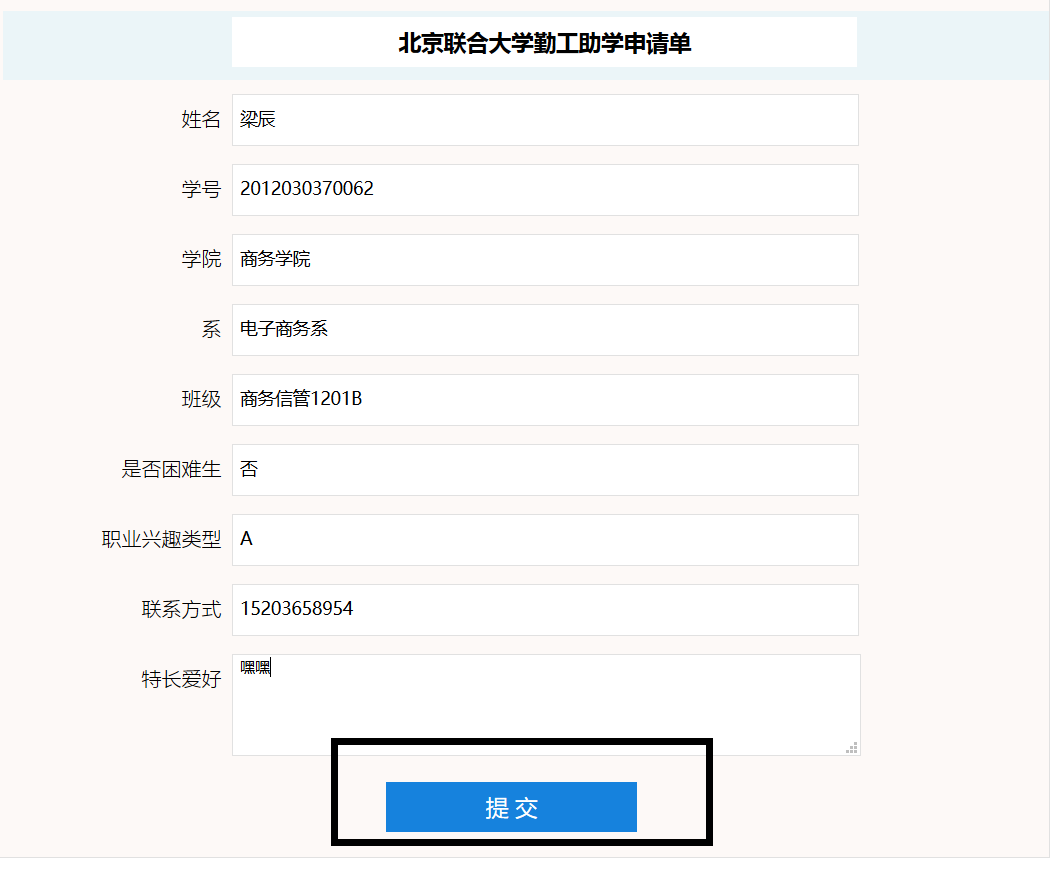 北京联合大学勤工助学申请单
姓名 梁辰
学号 2012030370062
学院 商务学院
系 电子商务系
班级 商务信管1201B
是否困难生 否
职业兴趣类型 A
联系方式 15203658954
特长爱好 嘿嘿
提交